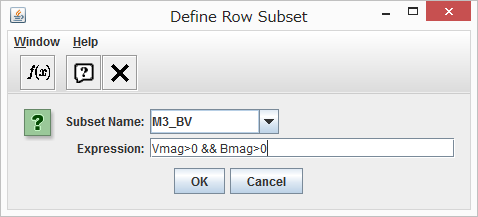 Define Row Subset
Window Help
f(x)
Subset Name: M3_BV
Expression: Vmag>0 && Bmag>0
OK Cancel